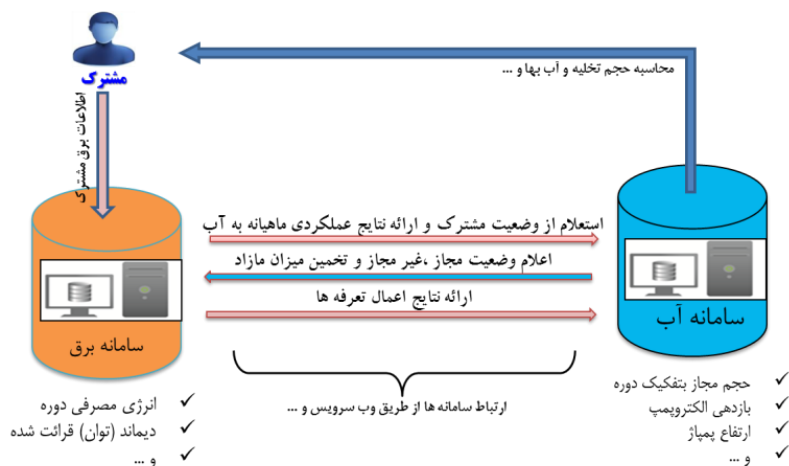 مشترک
محاسبه حجم تخلیه و آب بها و ...
اطلاعات برق مشترک
استعلام از وضعیت مشترک و ارائه نتایج عملکردی ماهیانه به آب
اعلام وضعیت مجاز ،غیر مجاز و تخمین میزان مازاد
ارائه نتایج اعمال تعرفه ها
سامانه آب
سامانه برق
ارتباط سامانه ها از طریق وب سرویس و ...
حجم مجاز بتفکیک دوره
بازدهی الکتروپمپ
ارتفاع پمپاژ
و ...
انرژی مصرفی دوره
دیماند (توان) قرائت شده
و ...